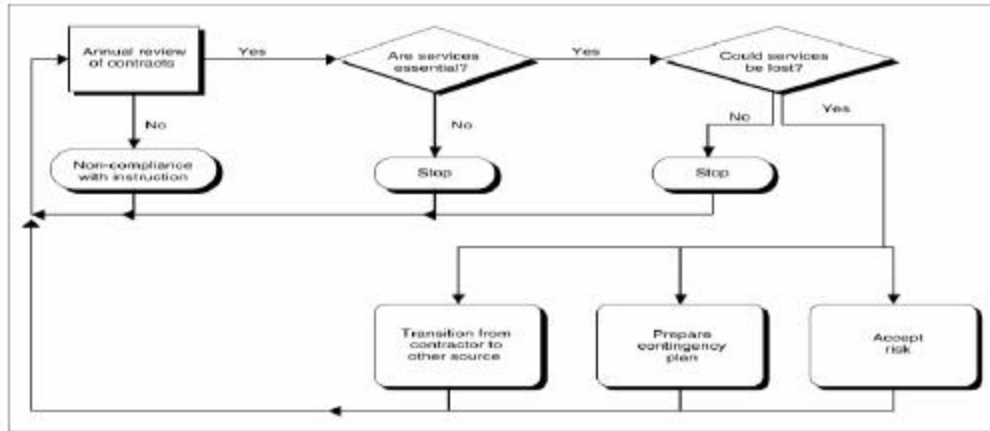 Annual review
of contracts
Yes
Are services
essential?
Yes
Could services
be lost?
No
No
No
Yes
Non-compliance
with instruction
Stop
Stop
Transition from
contractor to
other source
Prepare
contingency
plan
Accept
risk